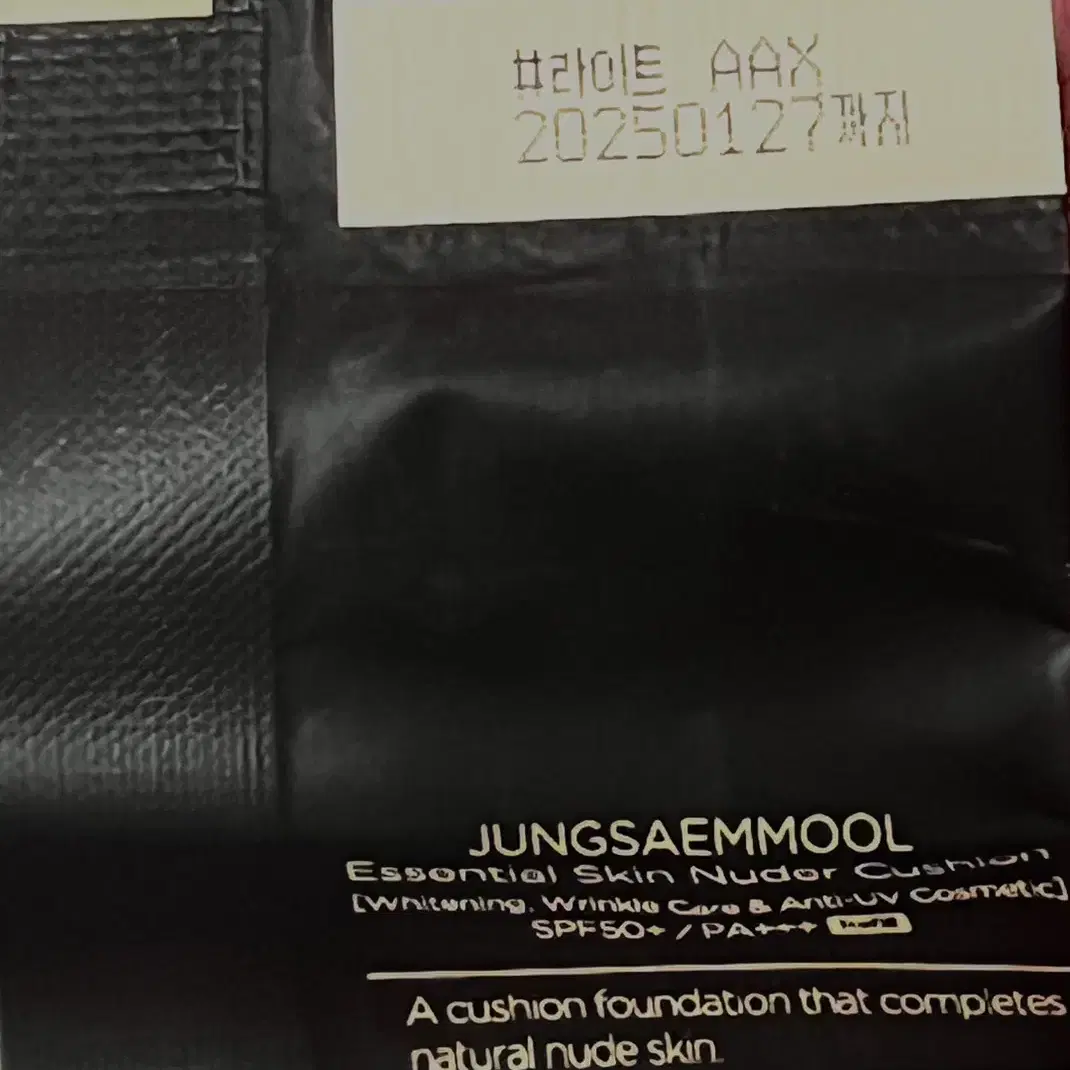 #라이트 AAX
20250127까지
JUNGSAEMMOOL
Essential Skin Nuder Cushion
[Whitening, Wrinkle Care & Anti-UV Cosmetic]
SPF50+ / PA+++
A cushion foundation that completes
natural nude skin.